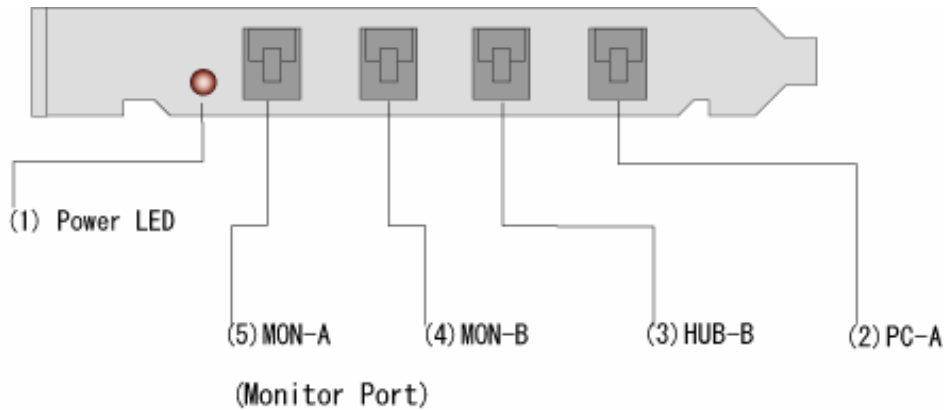 (1) Power LED
(5)MON-A
(4)MON-B
(3)HUB-B
(2)PC-A
(Monitor Port)